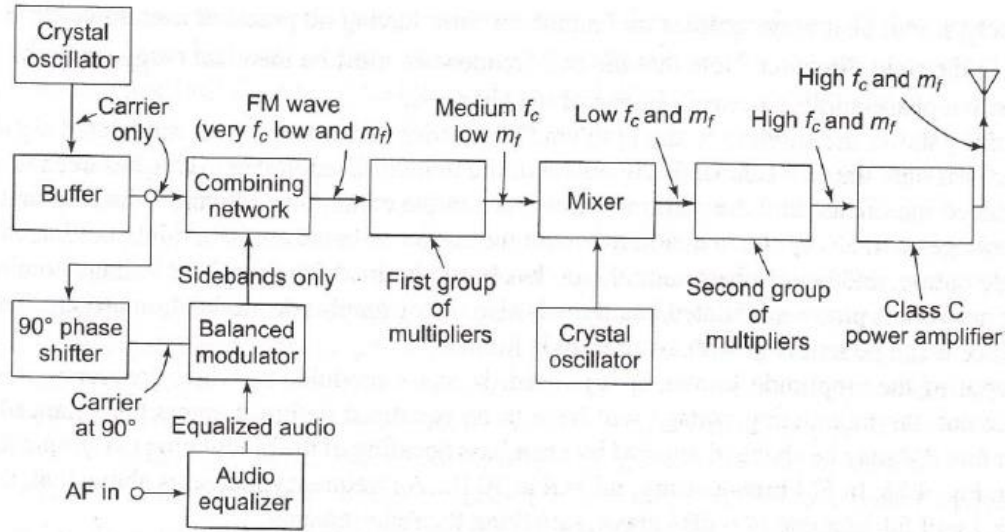 Crystal
oscillator
Carrier
only
FM wave
(very f_c low and m_f)
Medium f_c
low m_f
Low f_c and m_f
High f_c and m_f
High f_c and m_f
Buffer
Combining
network
Mixer
Sidebands only
First group
of
multipliers
Second group
of
multipliers
Class C
power amplifier
90° phase
shifter
Balanced
modulator
Crystal
oscillator
Carrier
at 90°
Equalized audio
AF in
Audio
equalizer